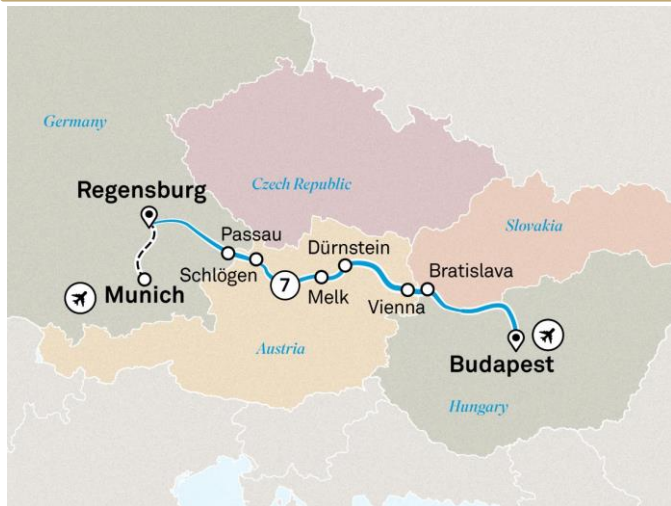 Germany
Czech Republic
Regensburg
Slovakia
Passau
Dürnstein
Schlögen
Bratislava
7
Munich
Melk
Vienna
Austria
Budapest
Hungary